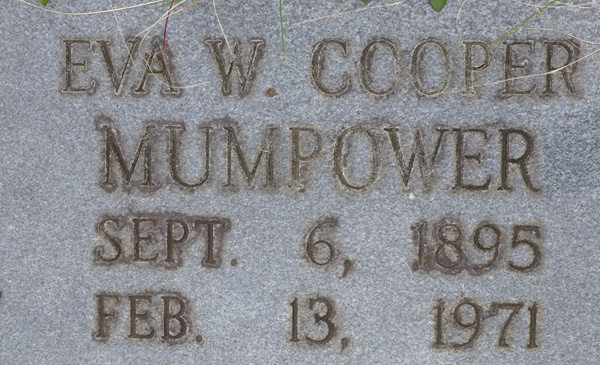 EVA W. COOPER
MUMPOWER
SEPT. 6, 1895
FEB. 13, 1971